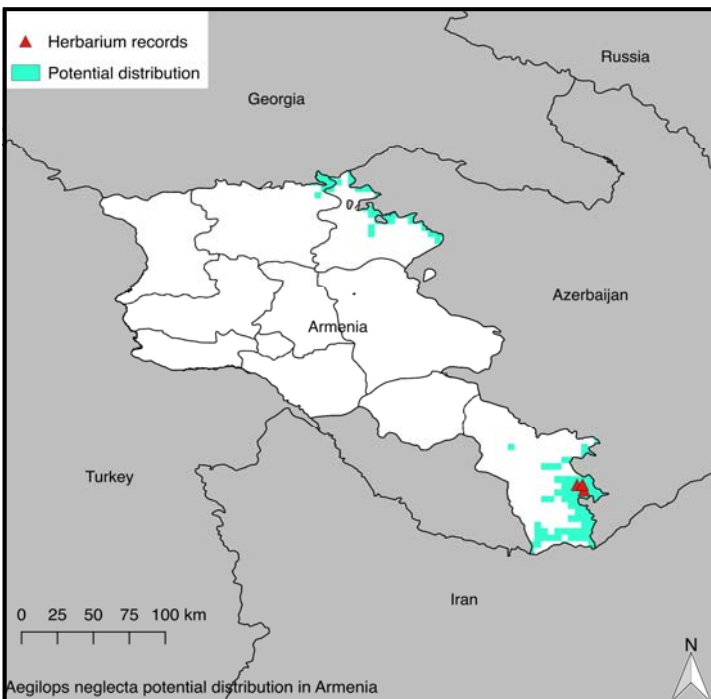 Herbarium records
Potential distribution
Russia
Georgia
Azerbaijan
Armenia
Turkey
Iran
0 25 50 75 100 km
N
Aegilops neglecta potential distribution in Armenia